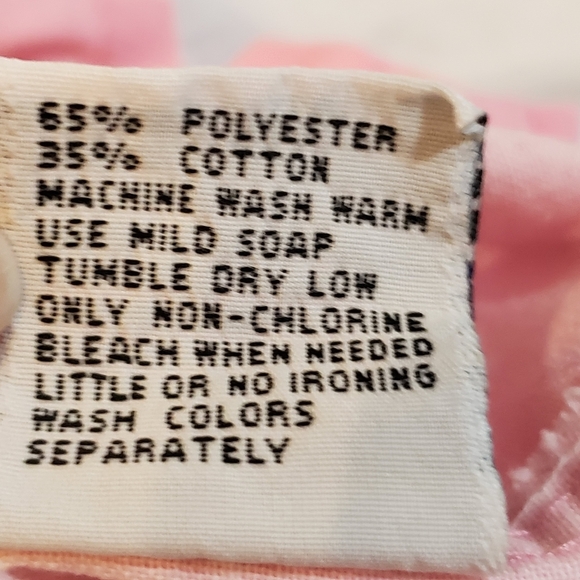 65% POLYESTER
35% COTTON
MACHINE WASH WARM
USE MILD SOAP
TUMBLE DRY LOW
ONLY NON-CHLORINE
BLEACH WHEN NEEDED
LITTLE OR NO IRONING
WASH COLORS
SEPARATELY